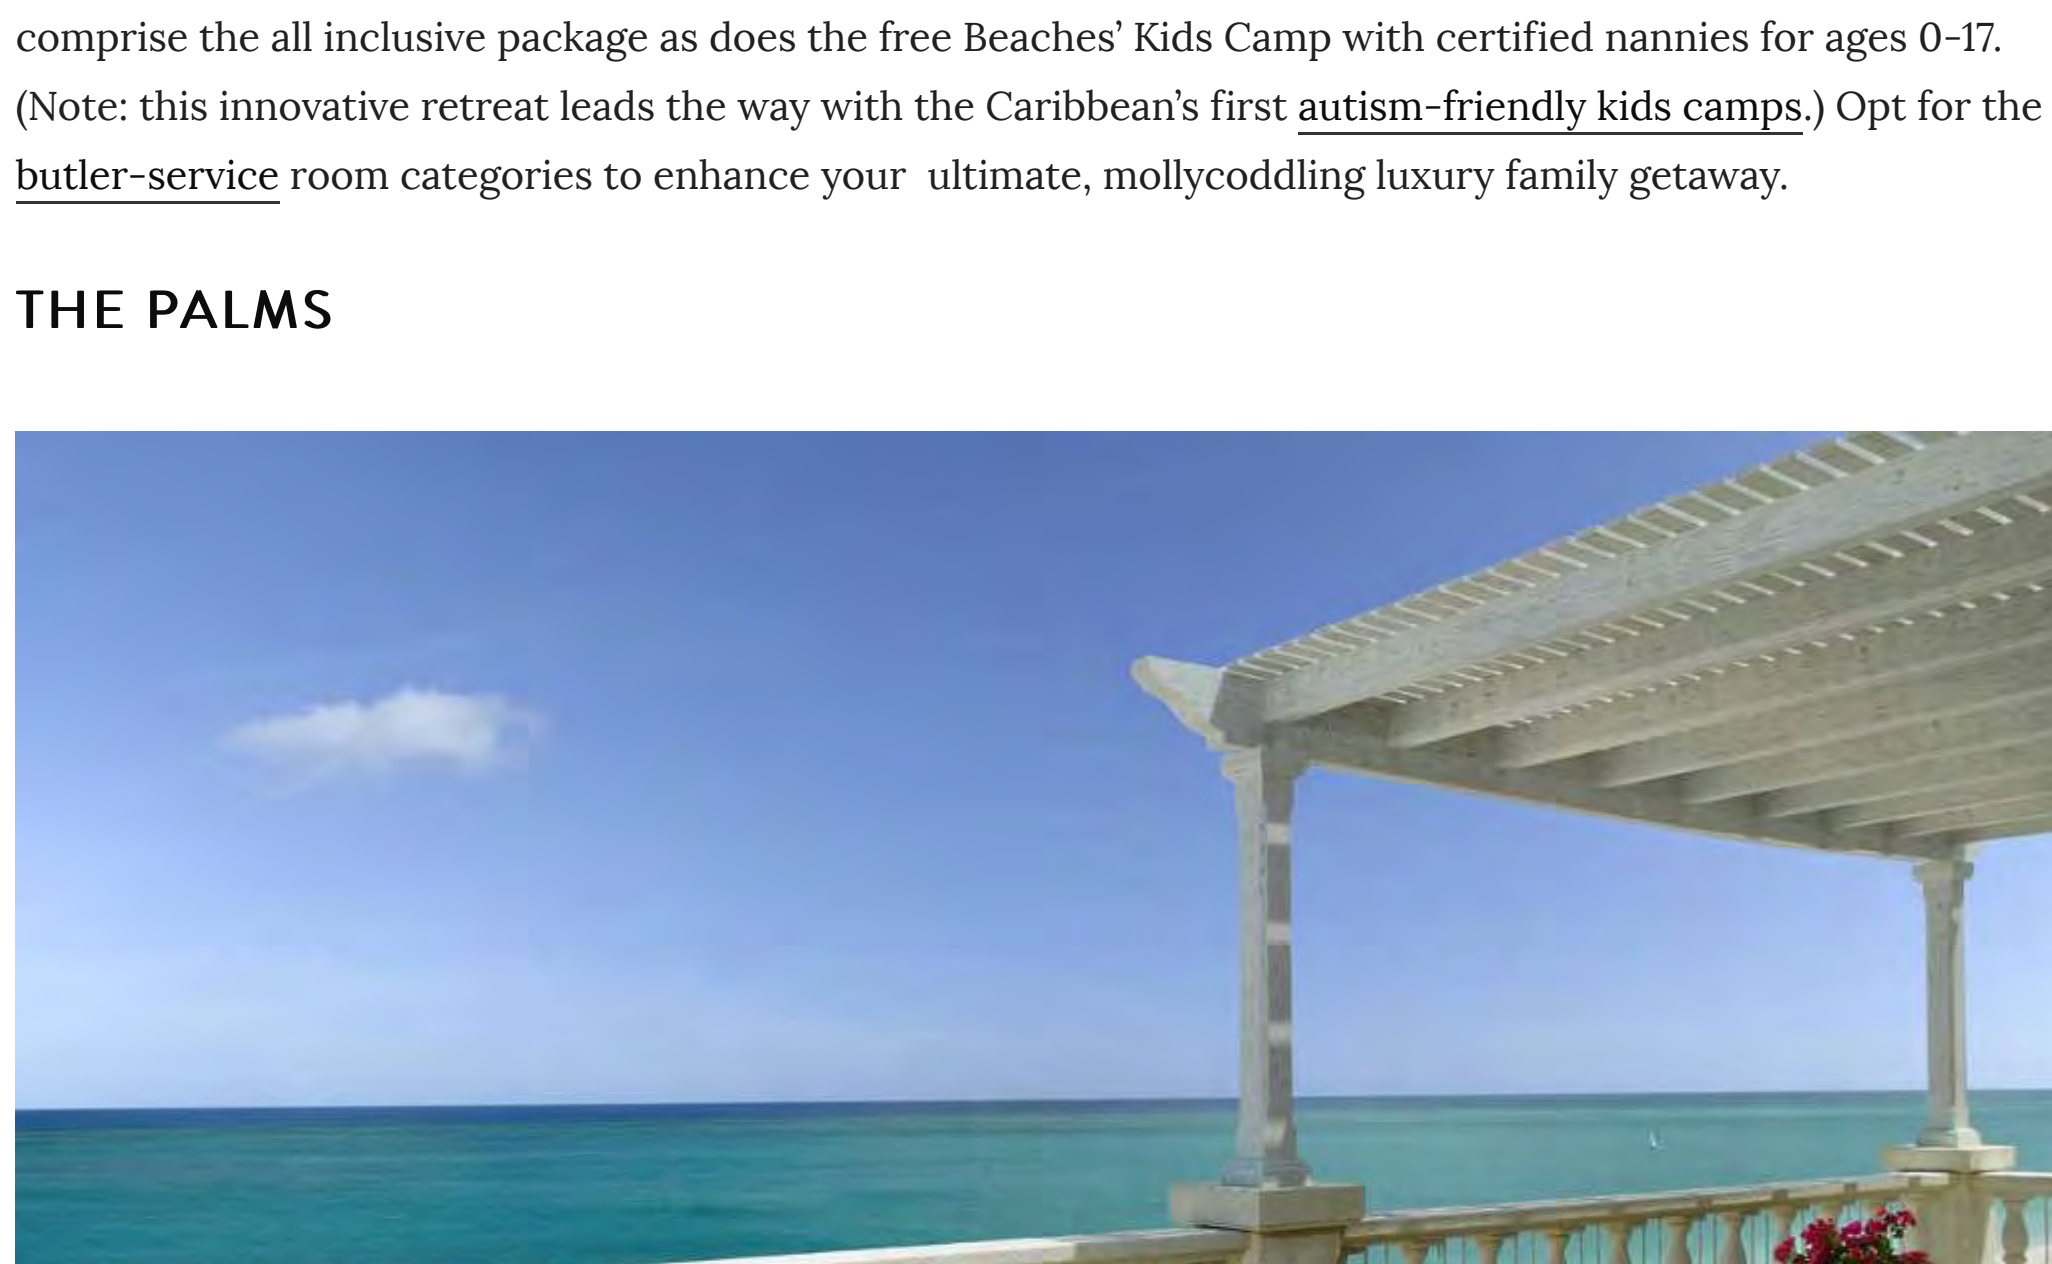 comprise the all inclusive package as does the free Beaches’ Kids Camp with certified nannies for ages 0-17.
(Note: this innovative retreat leads the way with the Caribbean’s first autism-friendly kids camps.) Opt for the
butler-service room categories to enhance your  ultimate, mollycoddling luxury family getaway.
THE PALMS